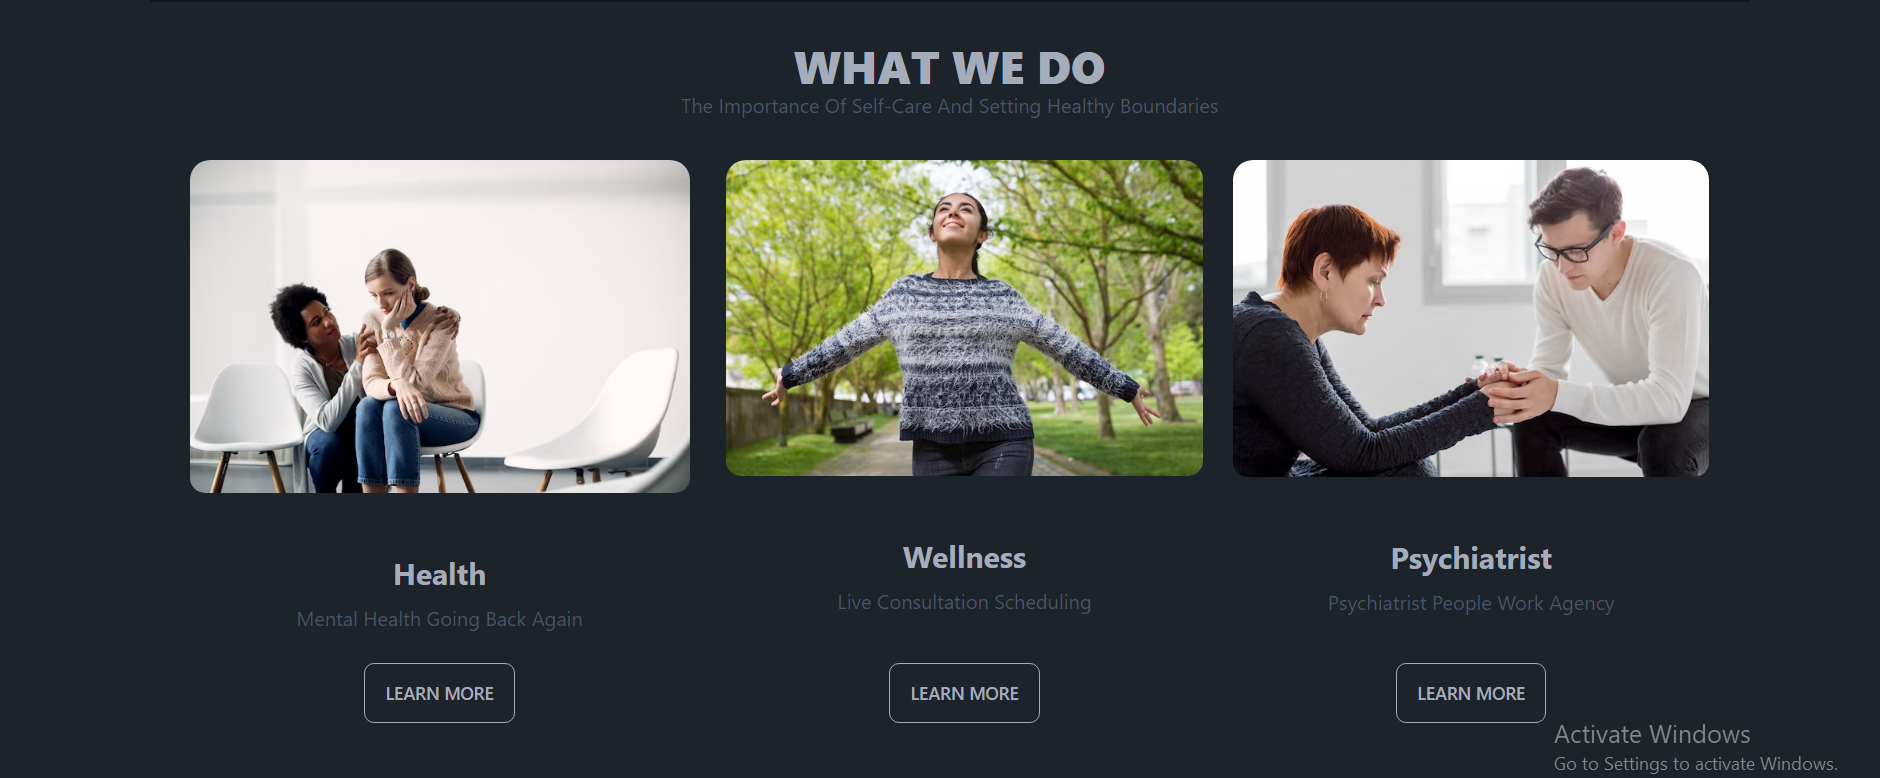 WHAT WE DO
The Importance Of Self-Care And Setting Healthy Boundaries
Health
Mental Health Going Back Again
LEARN MORE
Wellness
Live Consultation Scheduling
LEARN MORE
Psychiatrist
Psychiatrist People Work Agency
LEARN MORE
Activate Windows
Go to Settings to activate Windows.